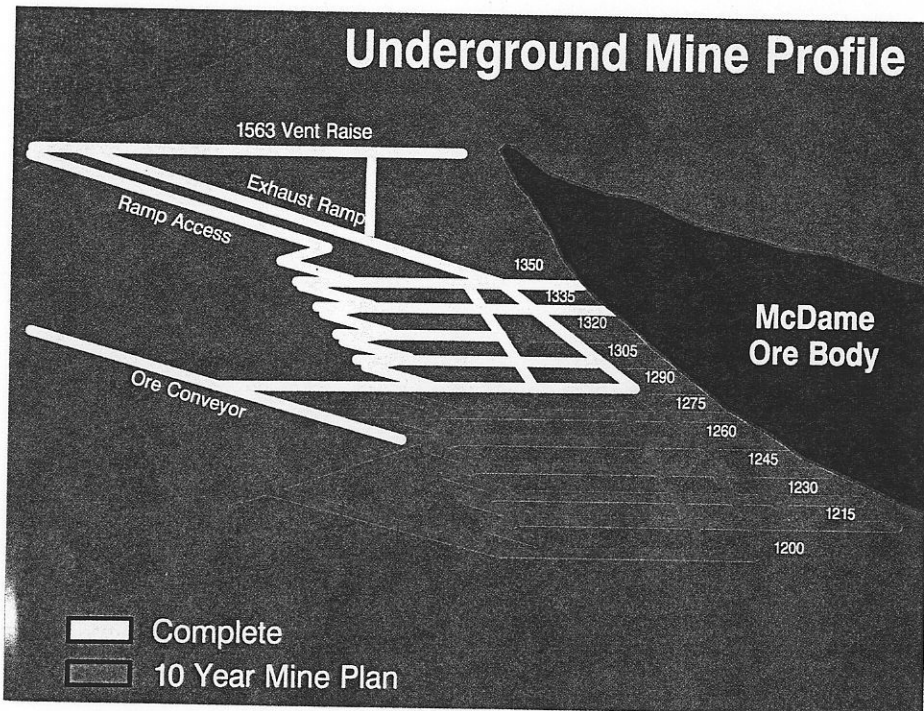 Underground Mine Profile
1563 Vent Raise
Exhaust Ramp
Ramp Access
1350
1335
1320
McDame
Ore Body
1305
1290
Ore Conveyor
1275
1260
1245
1230
1215
1200
Complete
10 Year Mine Plan